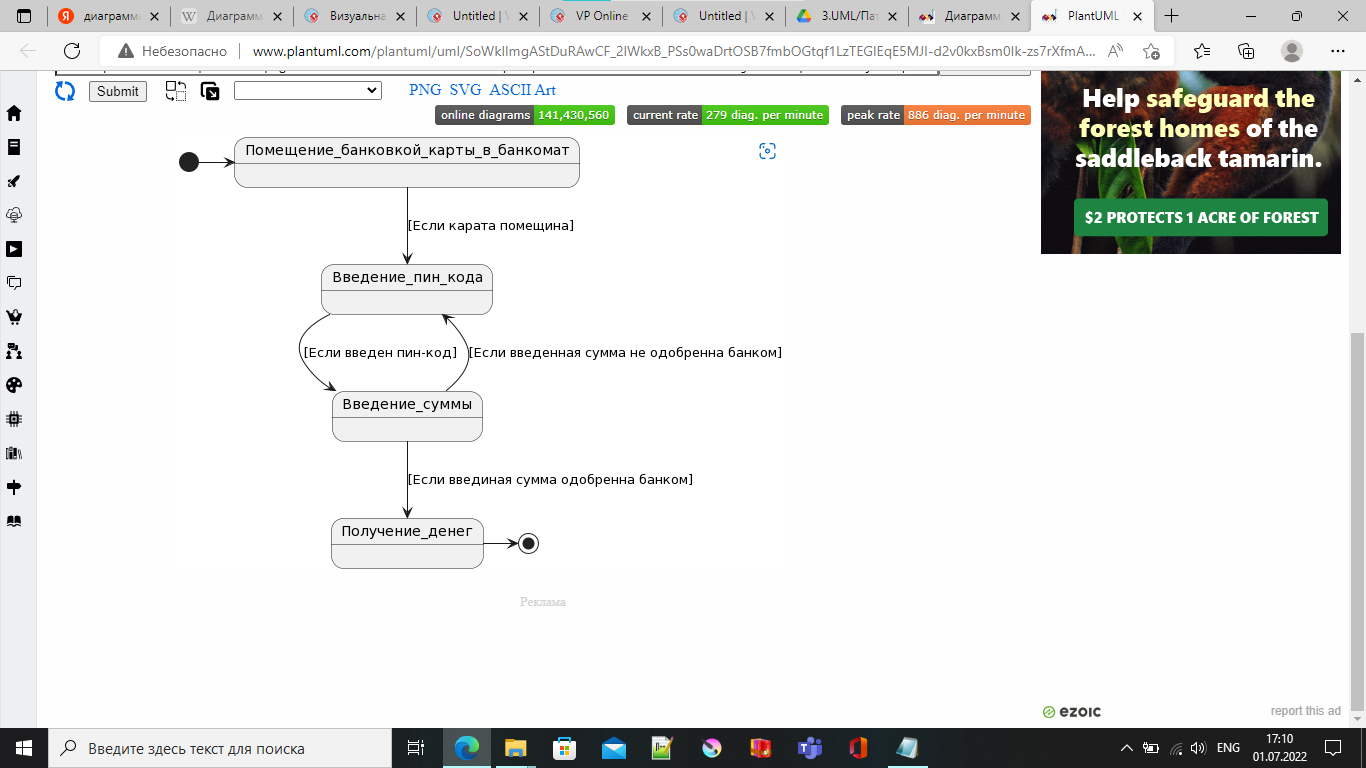 диаграмма
Диаграмм
Визуальна
Untitled | \
VP Online
Untitled | \
3.UML/Пат
Диаграмм
PlantUML
Небезопасно
www.plantuml.com/plantuml/uml/
Submit
PNG SVG ASCII Art
online diagrams 141,430,560
current rate 279 diag. per minute
peak rate 886 diag. per minute
Помещение_банковкой_карты_в_банкомат
[Если карата помещина]
Введение_пин_кода
[Если введен пин-код]
[Если введенная сумма не одобренна банком]
Введение_суммы
[Если введиная сумма одобренна банком]
Получение_денег
Реклама
Help safeguard the
forest homes of the
saddleback tamarin.
$2 PROTECTS 1 ACRE OF FOREST
ezoic
report this ad
Введите здесь текст для поиска
ENG
17:10
01.07.2022